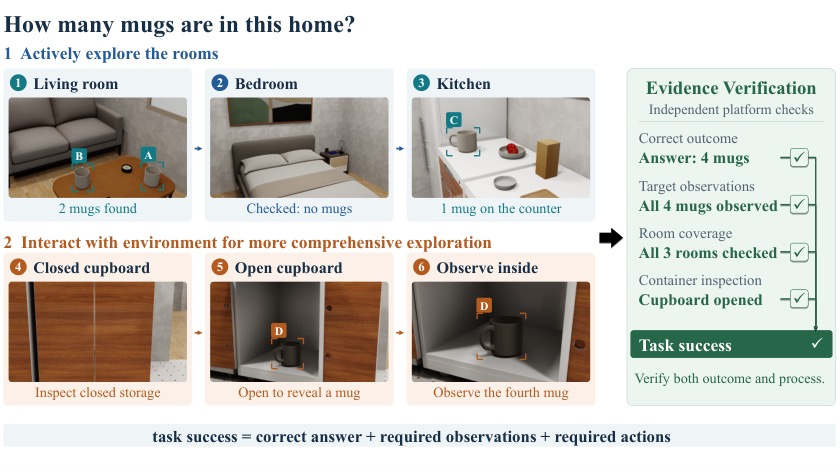 How many mugs are in this home?
1 Actively explore the rooms
1 Living room
B
A
2 mugs found
2 Bedroom
Checked: no mugs
3 Kitchen
C
1 mug on the counter
2 Interact with environment for more comprehensive exploration
4 Closed cupboard
Inspect closed storage
5 Open cupboard
D
Open to reveal a mug
6 Observe inside
D
Observe the fourth mug
Evidence Verification
Independent platform checks
Correct outcome
Answer: 4 mugs
Target observations
All 4 mugs observed
Room coverage
All 3 rooms checked
Container inspection
Cupboard opened
Task success
Verify both outcome and process.
task success = correct answer + required observations + required actions